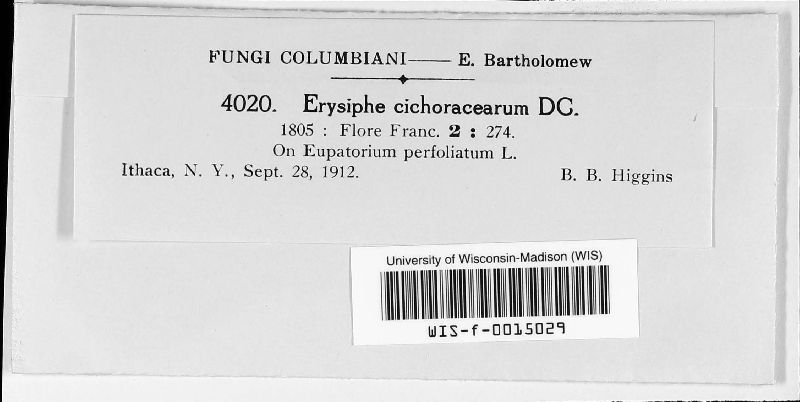 FUNGI COLUMBIANI—— E. Bartholomew
4020. Erysiphe cichoracearum DC.
1805 : Flore Franc. 2 : 274.
On Eupatorium perfoliatum L.
Ithaca, N. Y., Sept. 28, 1912. B. B. Higgins
University of Wisconsin-Madison (WIS)
WIS-f-0015029